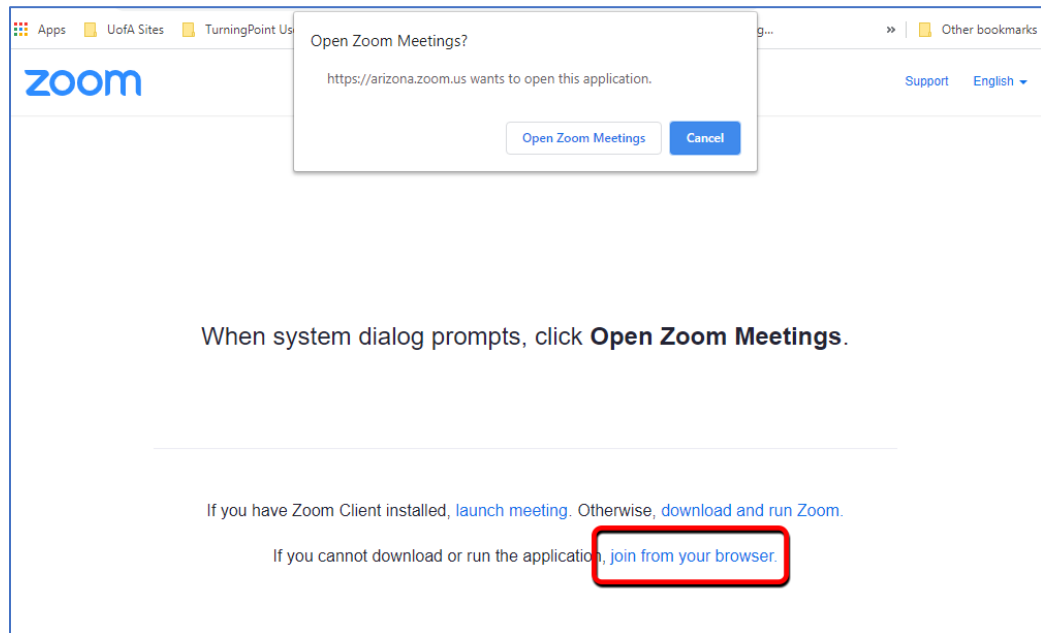 Apps UofA Sites TurningPoint Us g... » Other bookmarks
Open Zoom Meetings?
https://arizona.zoom.us wants to open this application.
Open Zoom Meetings Cancel
zoom Support English
When system dialog prompts, click Open Zoom Meetings.
If you have Zoom Client installed, launch meeting. Otherwise, download and run Zoom.
If you cannot download or run the application, join from your browser.